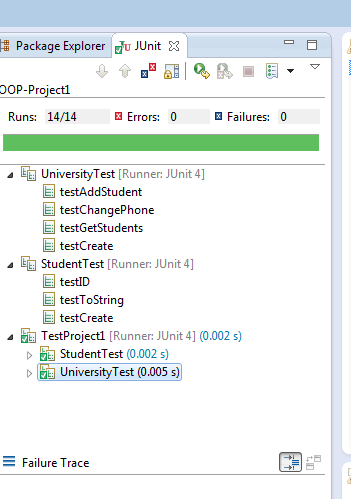 Package Explorer JUnit
OOP-Project1
Runs: 14/14 Errors: 0 Failures: 0
UniversityTest [Runner: JUnit 4]
testAddStudent
testChangePhone
testGetStudents
testCreate
StudentTest [Runner: JUnit 4]
testID
testToString
testCreate
TestProject1 [Runner: JUnit 4] (0.002 s)
StudentTest (0.002 s)
UniversityTest (0.005 s)
Failure Trace